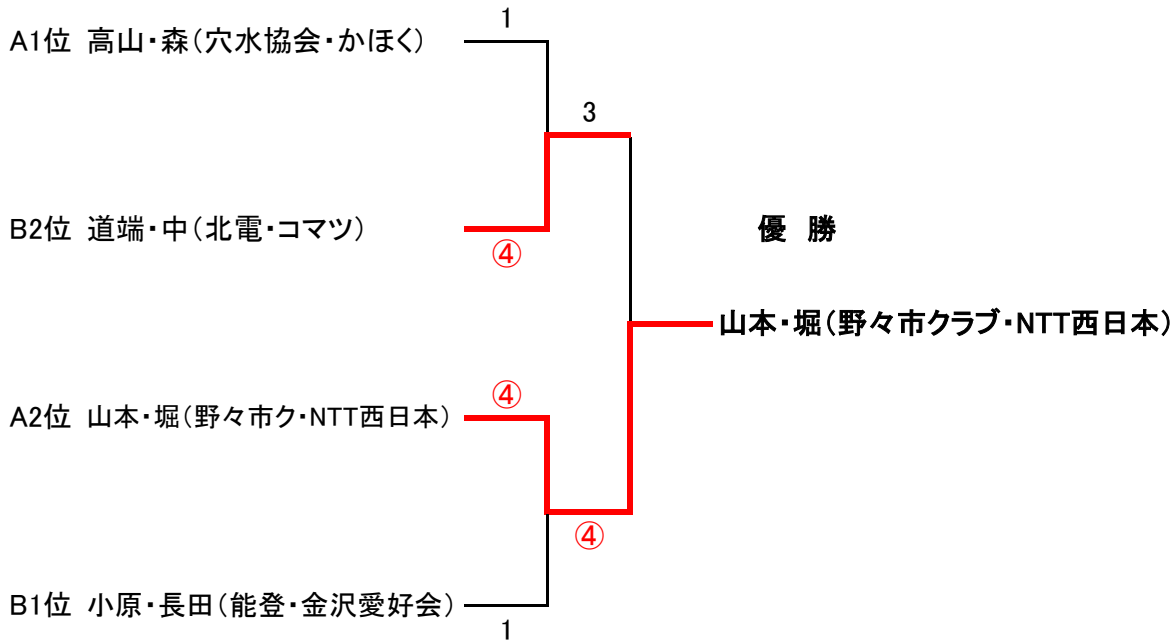 1
A1位 高山・森(穴水協会・かほく)
3
B2位 道端・中(北電・コマツ)
④
優 勝
山本・堀(野々市クラブ・NTT西日本)
④
A2位 山本・堀(野々市ク・NTT西日本)
④
B1位 小原・長田(能登・金沢愛好会)
1